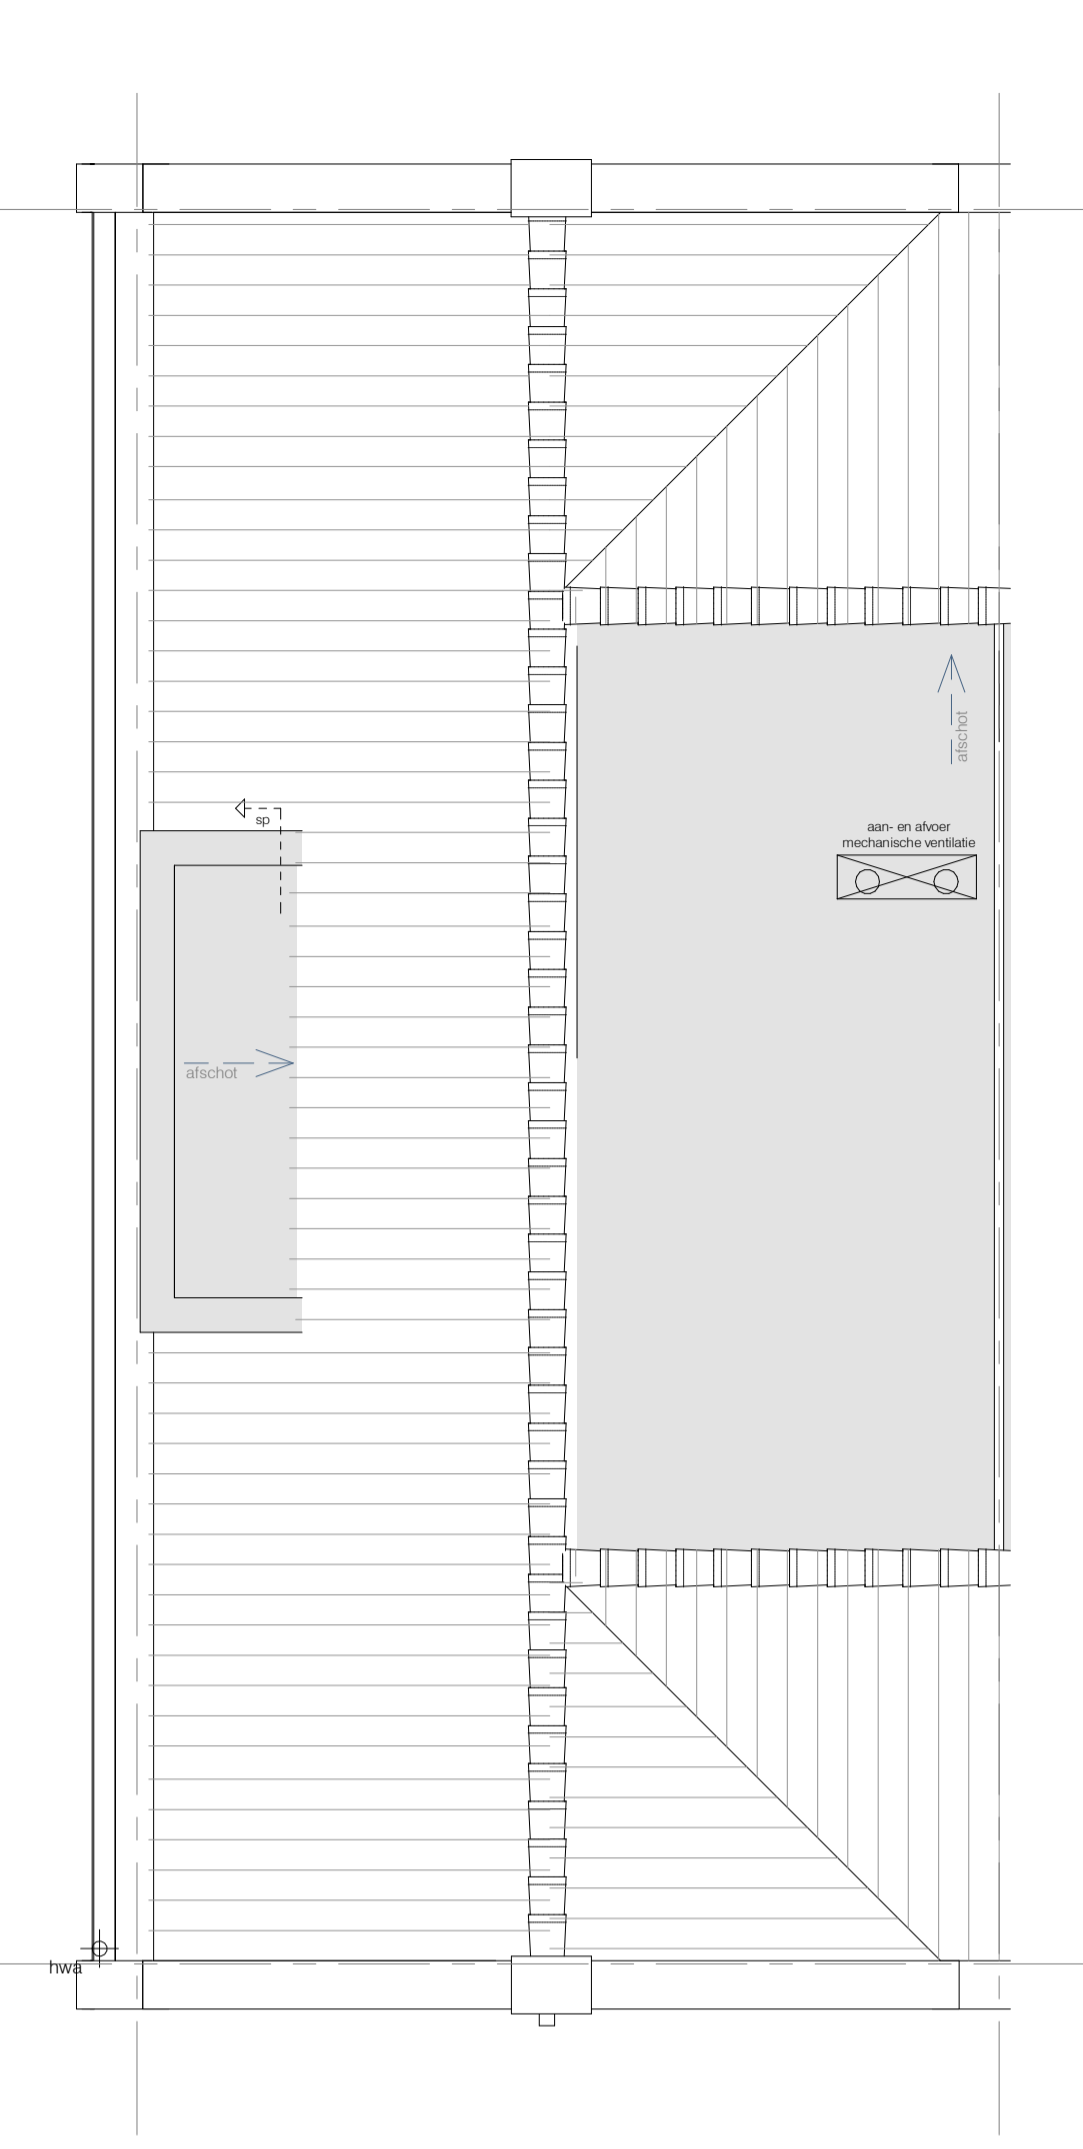 afschot
sp
aan- en afvoer
mechanische ventilatie
afschot
hwa